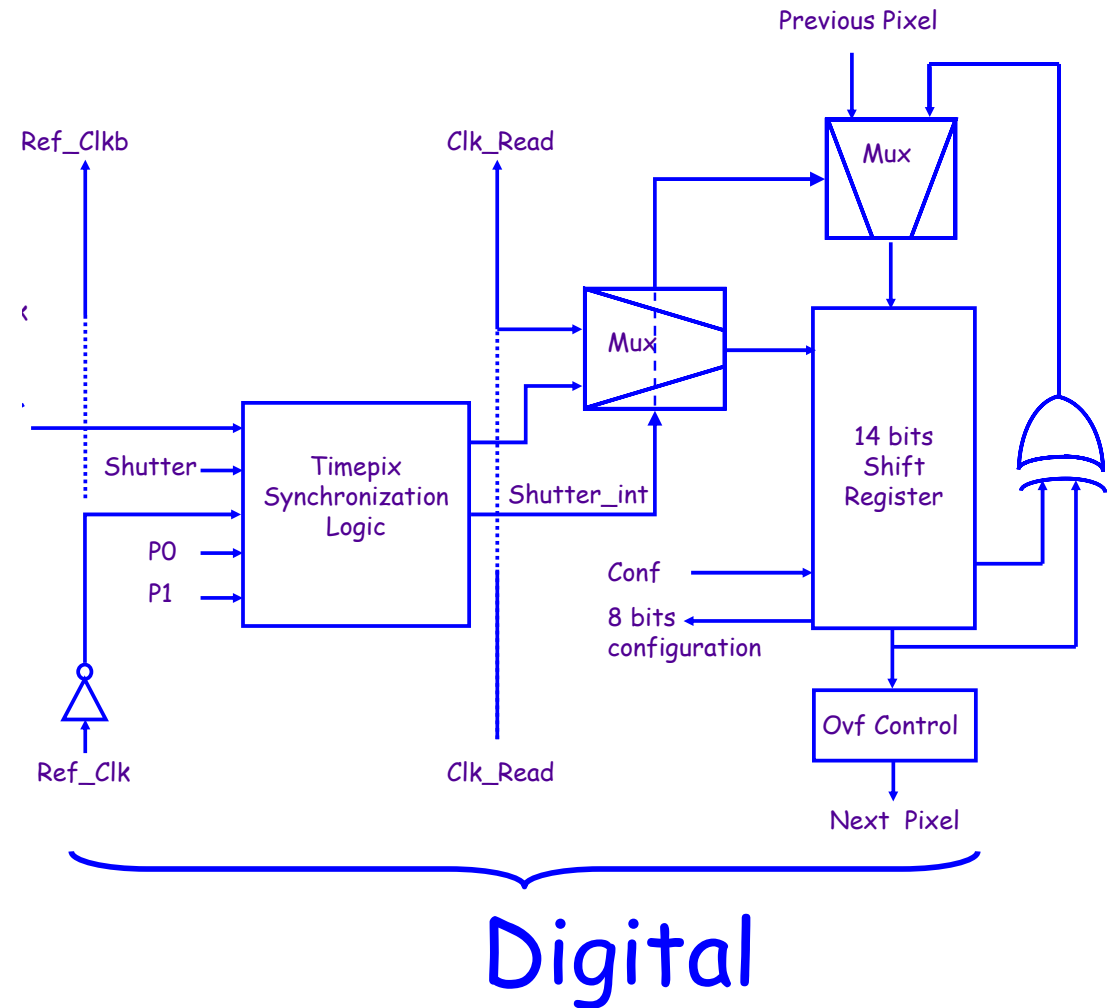 Previous Pixel
Ref_Clkb
Clk_Read
Mux
Mux
14 bits
Shift
Register
Shutter
Timepix
Synchronization
Logic
Shutter_int
P0
P1
Conf
8 bits
configuration
Ovf Control
Ref_Clk
Clk_Read
Next Pixel
Digital